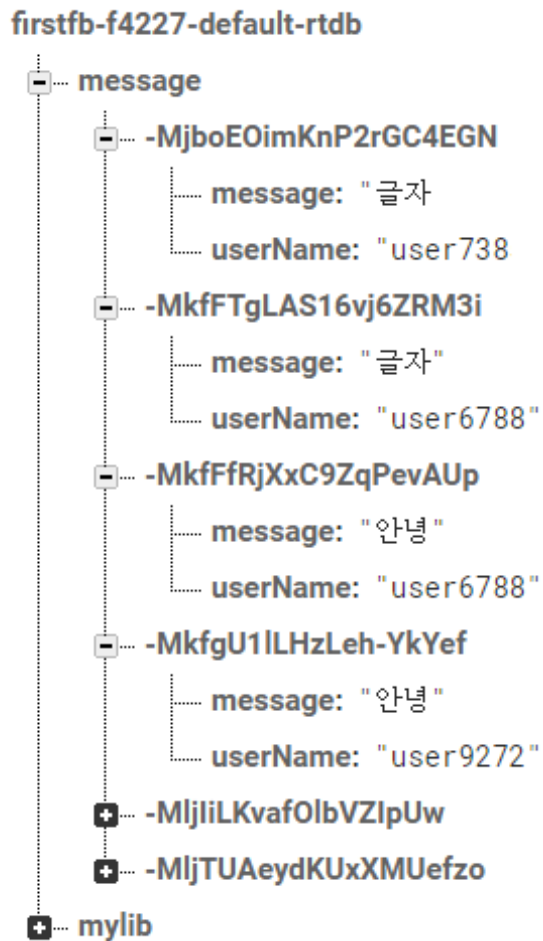 firstfb-f4227-default-rtdb
message
-MjboEOimKnP2rGC4EGN
message: "글자
userName: "user738
-MkfFTgLAS16vj6ZRM3i
message: "글자"
userName: "user6788"
-MkfFfRjXxC9ZqPevAUp
message: "안녕"
userName: "user6788"
-MkfgU1lLHzLeh-YkYef
message: "안녕"
userName: "user9272"
-MljIiLKvafOlbVZIpUw
-MljTUAeydKUxXMUefzo
mylib